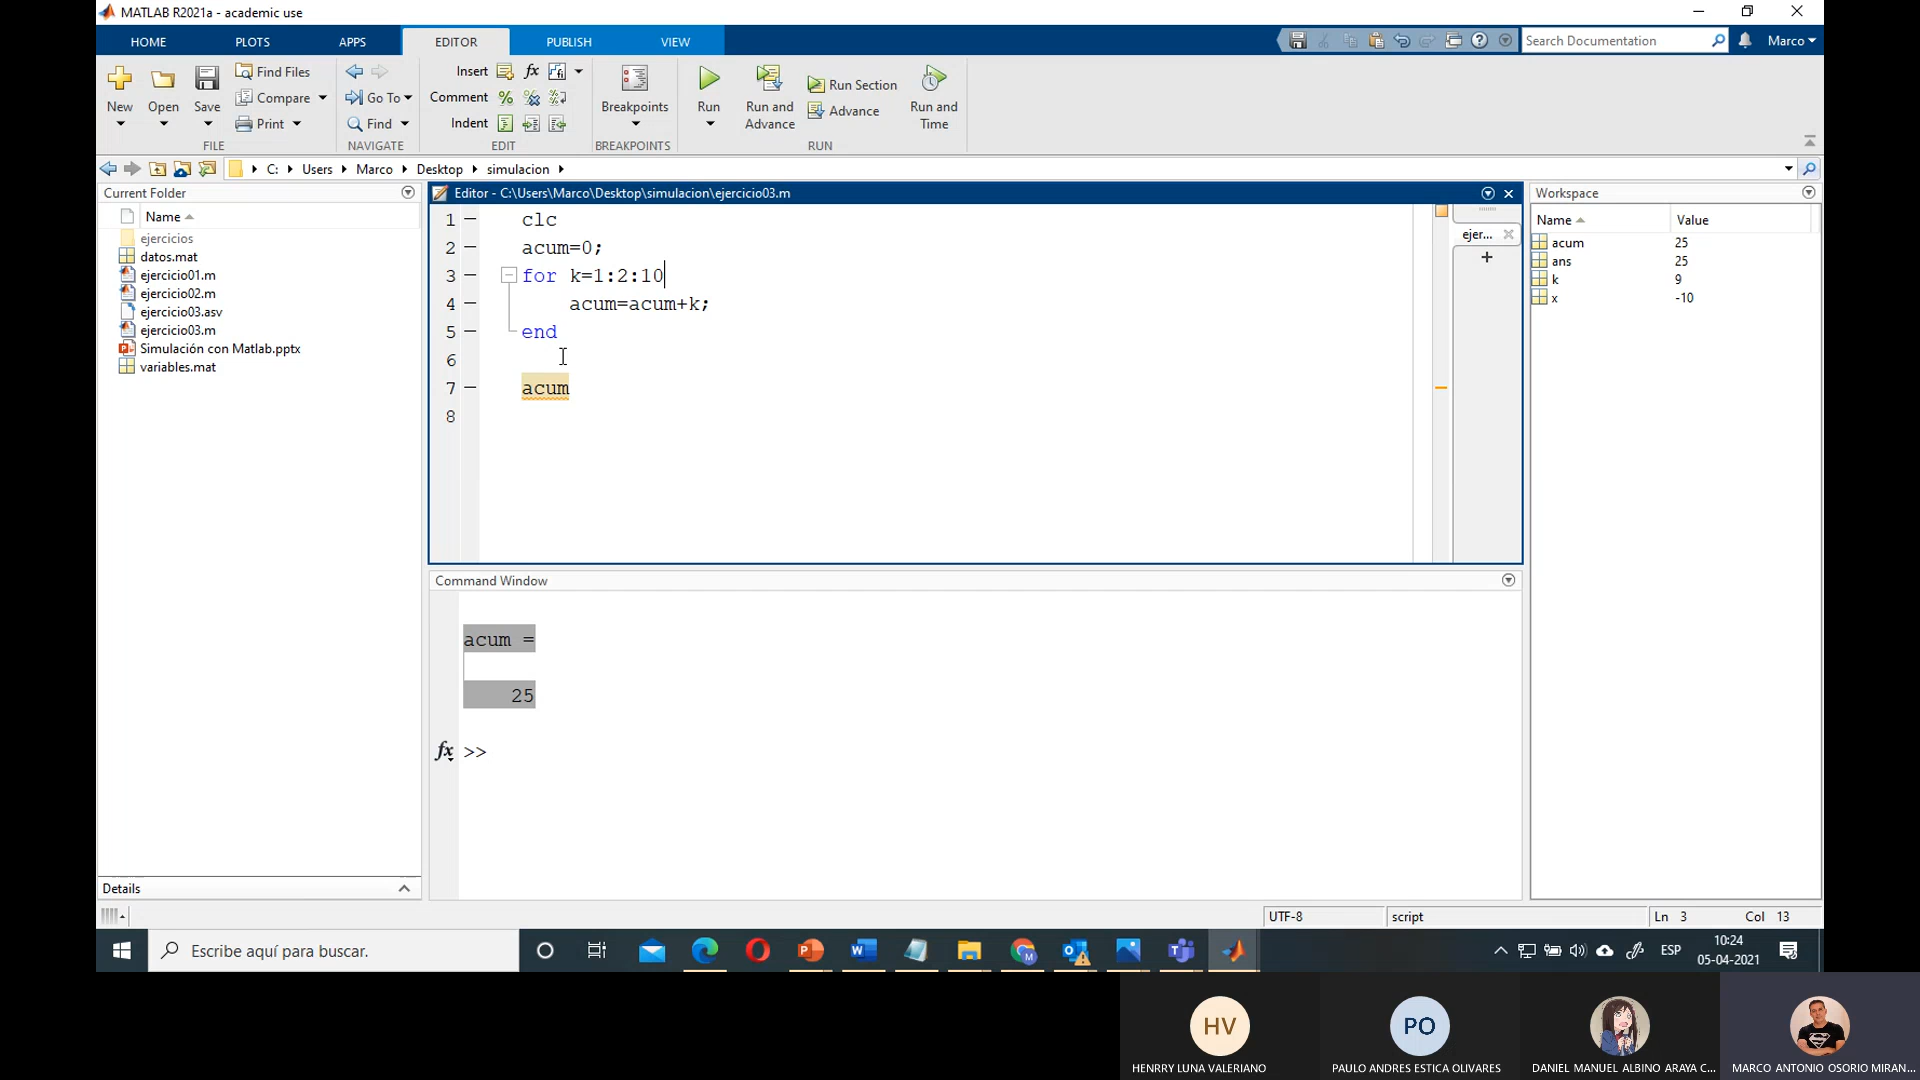 MATLAB R2021a - academic use
HOME PLOTS APPS EDITOR PUBLISH VIEW
Search Documentation
Marco
New
Open
Save
Find Files
Compare
Print
FILE
Go To
Find
NAVIGATE
Insert
fx
Comment
Indent
EDIT
Breakpoints
BREAKPOINTS
Run
Run and Advance
Run Section
Advance
Run and Time
RUN
C: Users Marco Desktop simulacion
Current Folder
Name
ejercicios
datos.mat
ejercicio01.m
ejercicio02.m
ejercicio03.asv
ejercicio03.m
Simulación con Matlab.pptx
variables.mat
Details
Editor - C:\Users\Marco\Desktop\simulacion\ejercicio03.m
ejer...
1 clc
2 acum=0;
3 for k=1:2:10
4 acum=acum+k;
5 end
6
7 acum
8
Command Window
acum =
25
fx >>
Workspace
Name Value
acum 25
ans 25
k 9
x -10
UTF-8 script Ln 3 Col 13
Escribe aquí para buscar.
ESP
10:24
05-04-2021
HV
HENRRY LUNA VALERIANO
PO
PAULO ANDRES ESTICA OLIVARES
DANIEL MANUEL ALBINO ARAYA C...
MARCO ANTONIO OSORIO MIRAN...